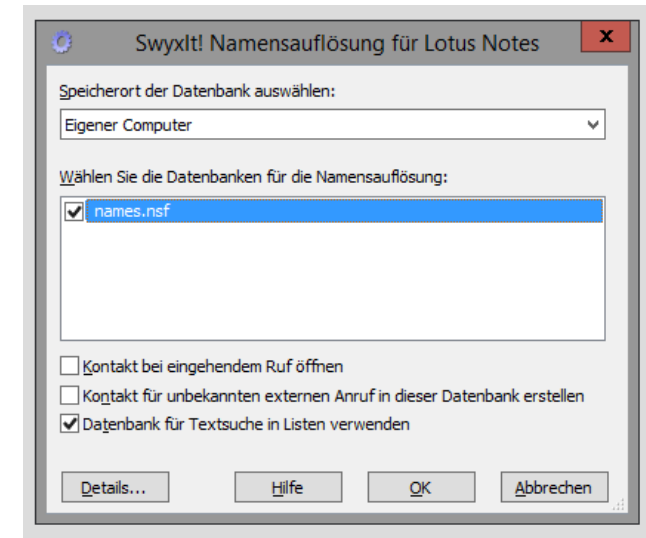 SwyxIt! Namensauflösung für Lotus Notes
x
Speicherort der Datenbank auswählen:
Eigener Computer
Wählen Sie die Datenbanken für die Namensauflösung:
names.nsf
Kontakt bei eingehendem Ruf öffnen
Kontakt für unbekannten externen Anruf in dieser Datenbank erstellen
Datenbank für Textsuche in Listen verwenden
Details... Hilfe OK Abbrechen